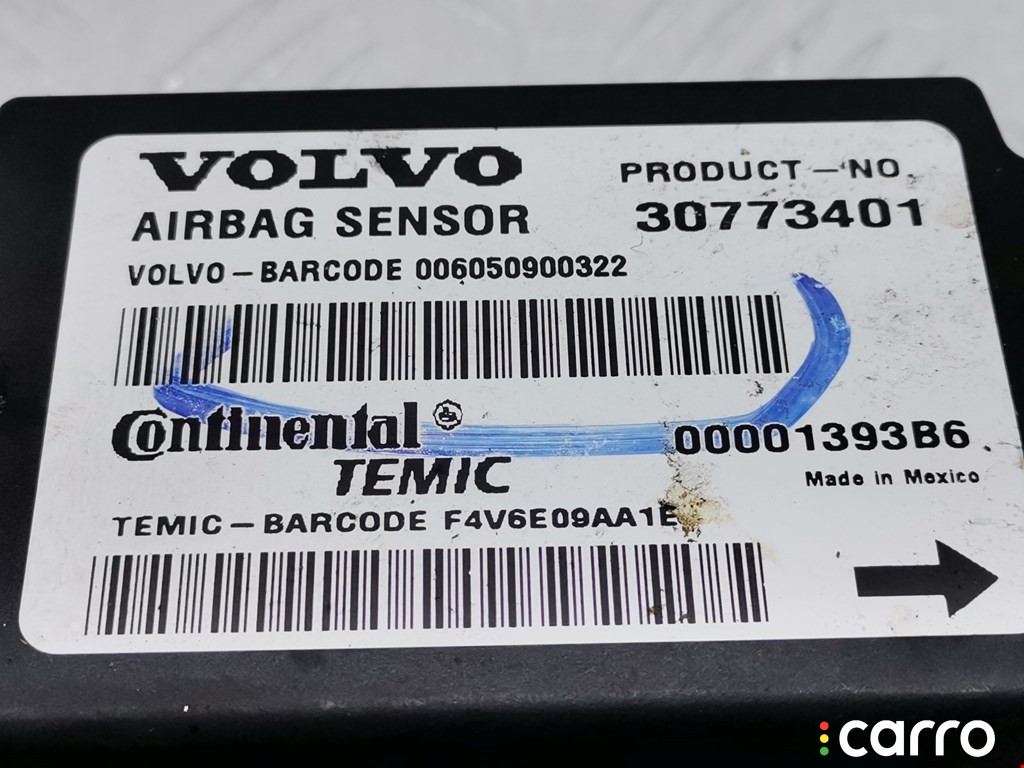 VOLVO
PRODUCT-NO.
AIRBAG SENSOR
30773401
VOLVO-BARCODE 006050900322
Continental
00001393B6
TEMIC
Made in Mexico
TEMIC-BARCODE F4V6E09AA1E
carro